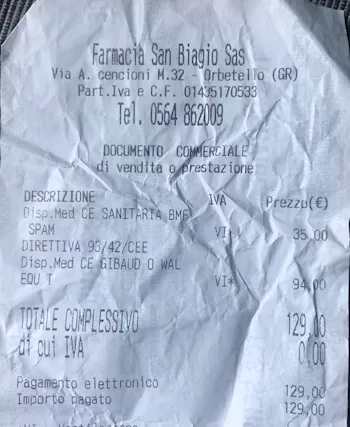 Farmacia San Biagio Sas
Via A. cencioni M.32 - Orbetello (GR)
Part.Iva e C.F. 01435170533
Tel. 0564 862009
DOCUMENTO COMMERCIALE
di vendita o prestazione
DESCRIZIONE IVA Prezzo(€)
Disp.Med CE SANITARIA BMF
SPAM VI* 35,00
DIRETTIVA 93/42/CEE
Disp.Med CE GIBAUD O WAL
EQU T VI* 94,00
TOTALE COMPLESSIVO 129,00
di cui IVA 0,00
Pagamento elettronico 129,00
Importo pagato 129,00